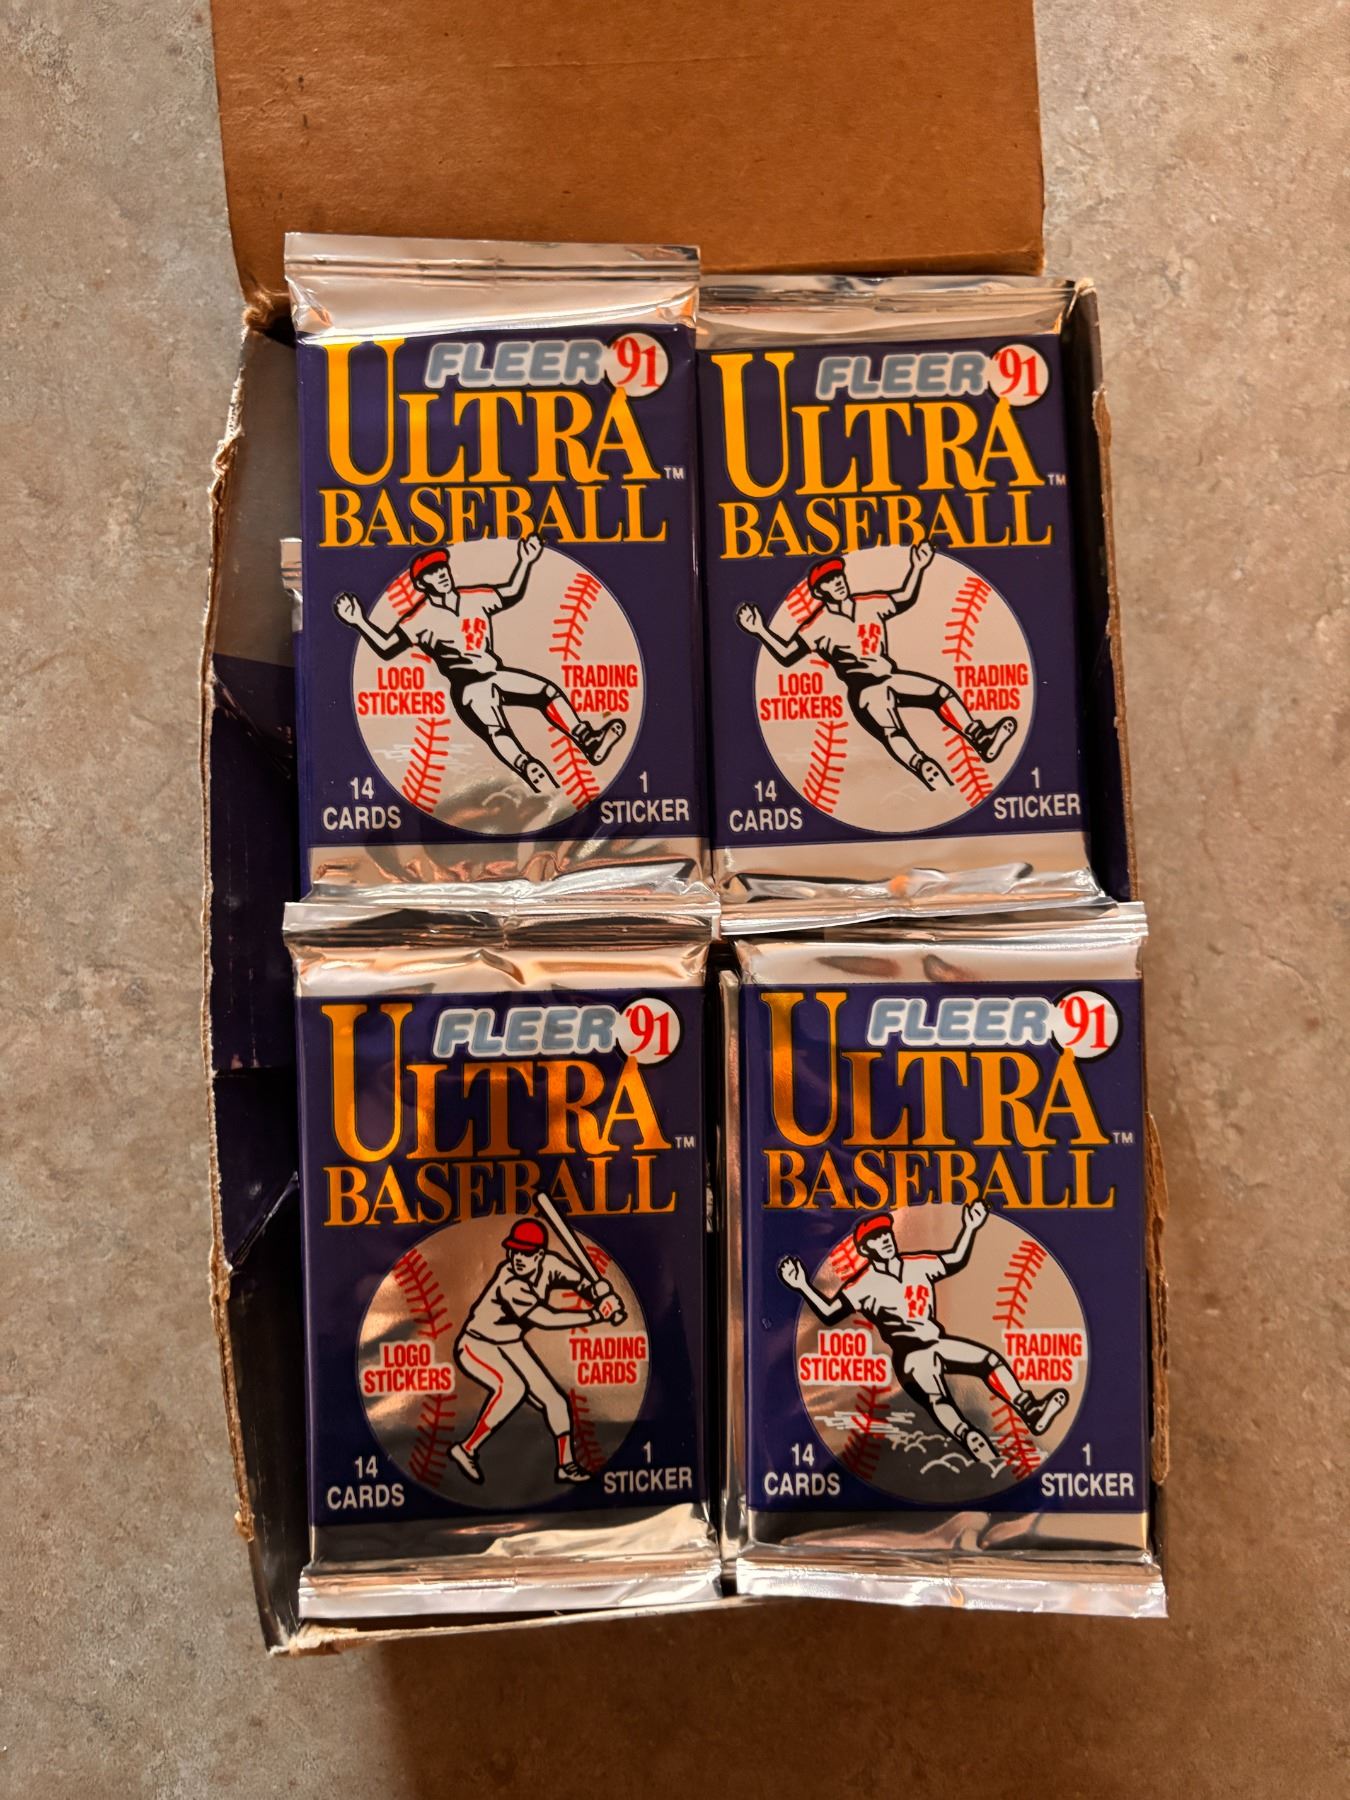 FLEER '91
ULTRA™
BASEBALL
LOGO
STICKERS
TRADING
CARDS
14
CARDS
1
STICKER
FLEER '91
ULTRA™
BASEBALL
LOGO
STICKERS
TRADING
CARDS
14
CARDS
1
STICKER
FLEER '91
ULTRA™
BASEBALL
LOGO
STICKERS
TRADING
CARDS
14
CARDS
1
STICKER
FLEER '91
ULTRA™
BASEBALL
LOGO
STICKERS
TRADING
CARDS
14
CARDS
1
STICKER